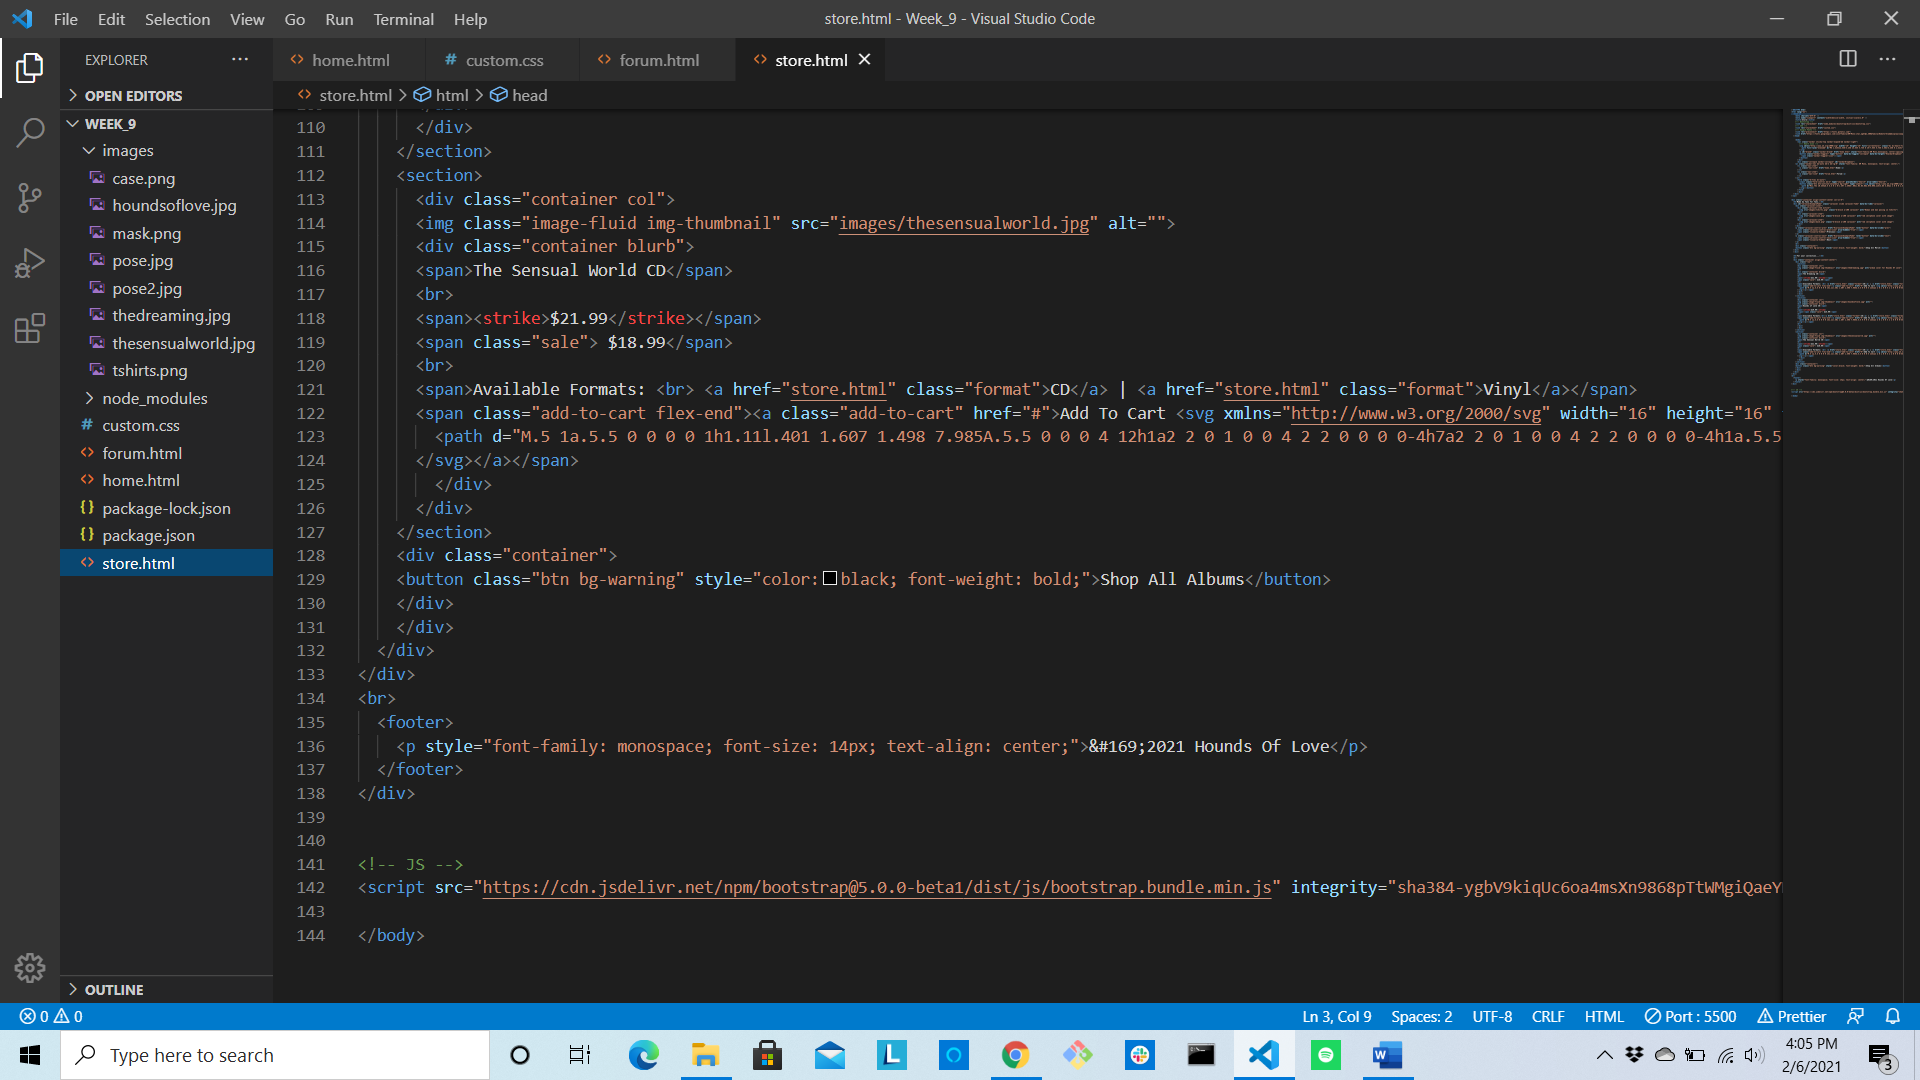 File Edit Selection View Go Run Terminal Help
store.html - Week_9 - Visual Studio Code
EXPLORER
OPEN EDITORS
WEEK_9
images
case.png
houndsoflove.jpg
mask.png
pose.jpg
pose2.jpg
thedreaming.jpg
thesensualworld.jpg
tshirts.png
node_modules
custom.css
forum.html
home.html
package-lock.json
package.json
store.html
OUTLINE
home.html custom.css forum.html store.html
store.html > html > head
110 </div>
111 </section>
112 <section>
113 <div class="container col">
114 <img class="image-fluid img-thumbnail" src="images/thesensualworld.jpg" alt="">
115 <div class="container blurb">
116 <span>The Sensual World CD</span>
117 <br>
118 <span><strike>$21.99</strike></span>
119 <span class="sale"> $18.99</span>
120 <br>
121 <span>Available Formats: <br> <a href="store.html" class="format">CD</a> | <a href="store.html" class="format">Vinyl</a></span>
122 <span class="add-to-cart flex-end"><a class="add-to-cart" href="#">Add To Cart <svg xmlns="http://www.w3.org/2000/svg" width="16" height="16"
123 <path d="M.5 1a.5.5 0 0 0 0 1h1.11l.401 1.607 1.498 7.985A.5.5 0 0 0 4 12h1a2 2 0 1 0 0 4 2 2 0 0 0 0-4h7a2 2 0 1 0 0 4 2 2 0 0 0 0-4h1a.5.5
124 </svg></a></span>
125 </div>
126 </div>
127 </section>
128 <div class="container">
129 <button class="btn bg-warning" style="color: black; font-weight: bold;">Shop All Albums</button>
130 </div>
131 </div>
132 </div>
133 </div>
134 <br>
135 <footer>
136 <p style="font-family: monospace; font-size: 14px; text-align: center;">&#169;2021 Hounds Of Love</p>
137 </footer>
138 </div>
139
140
141 <!-- JS -->
142 <script src="https://cdn.jsdelivr.net/npm/bootstrap@5.0.0-beta1/dist/js/bootstrap.bundle.min.js" integrity="sha384-ygbV9kiqUc6oa4msXn9868pTtWMgiQaeY
143
144 </body>
0 0
Ln 3, Col 9 Spaces: 2 UTF-8 CRLF HTML Port : 5500 Prettier
Type here to search
4:05 PM
2/6/2021
3